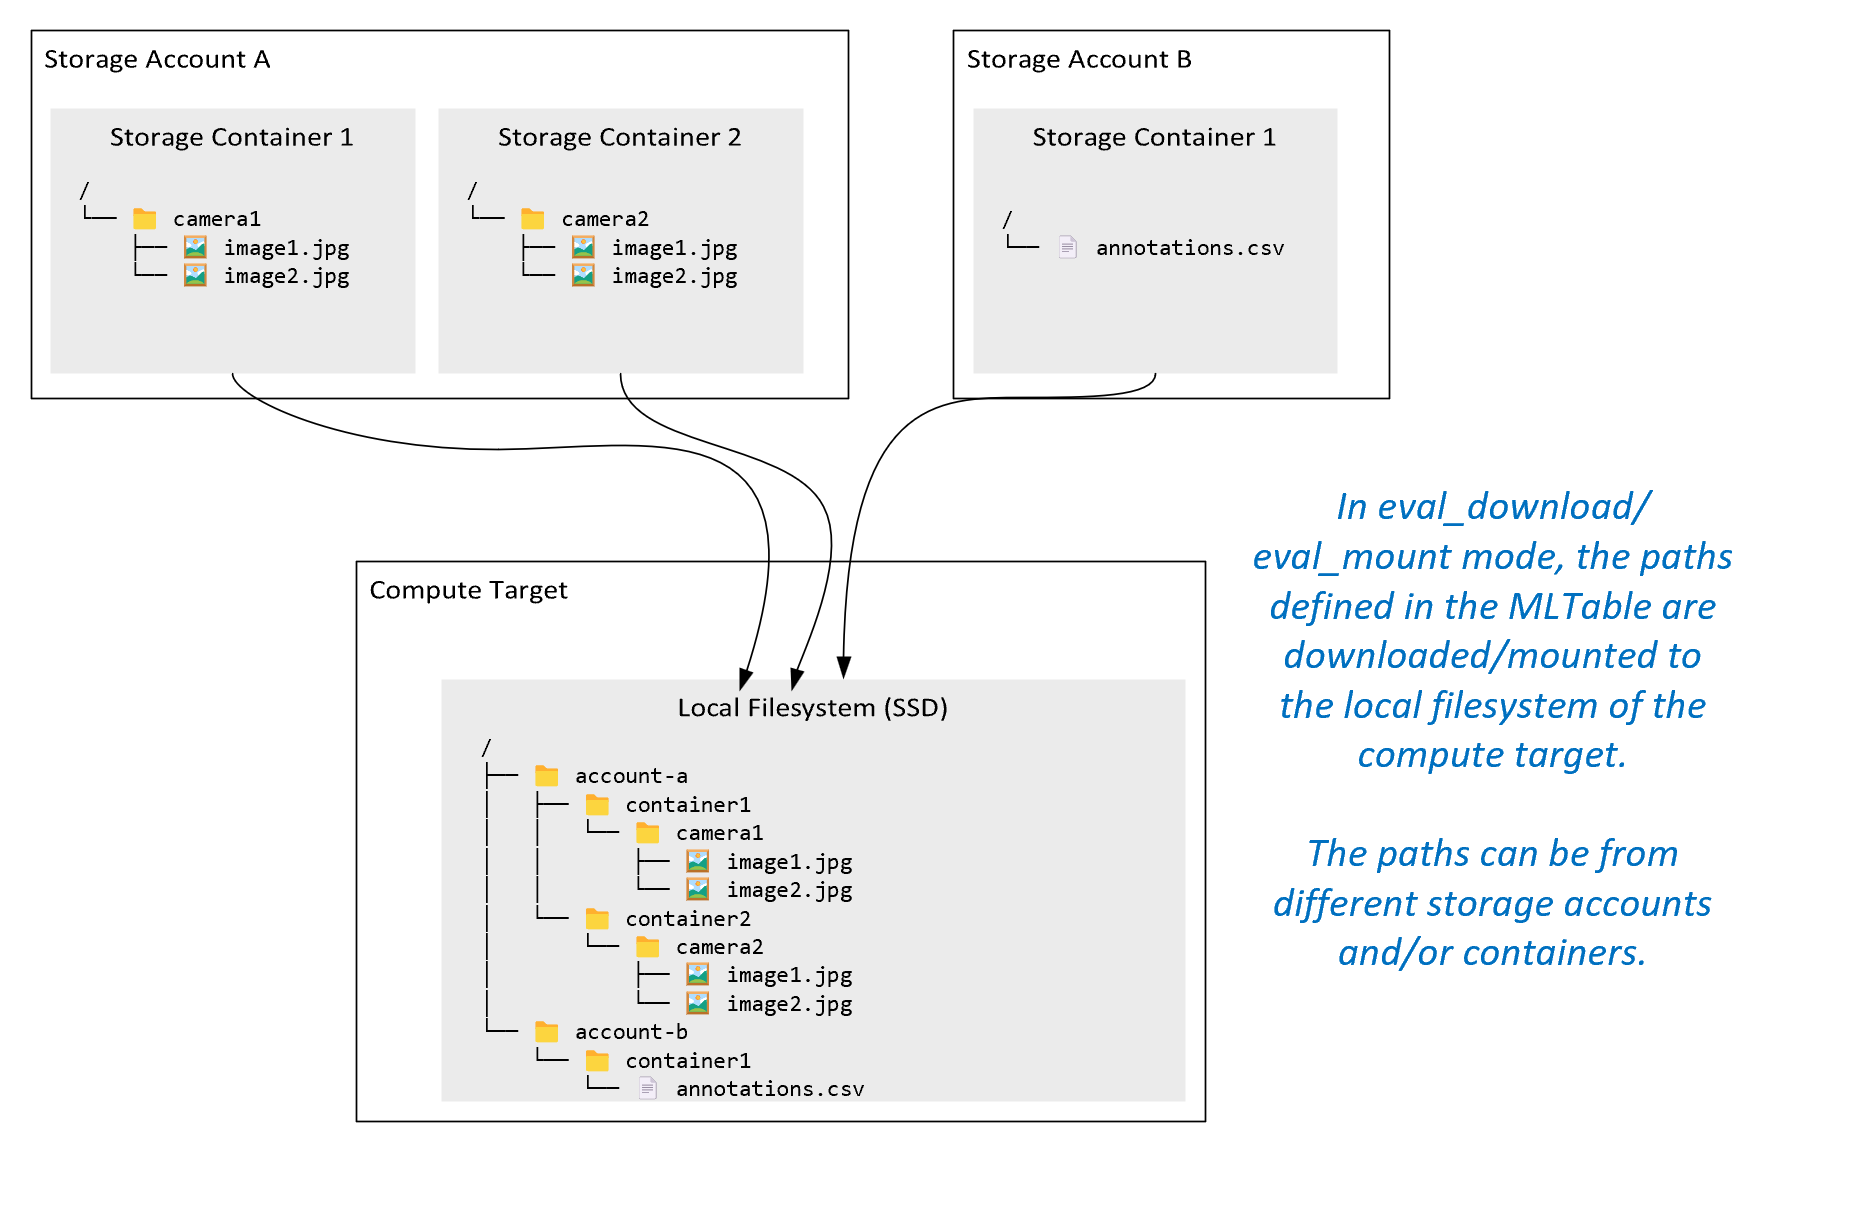 Storage Account A
Storage Container 1
/
└── camera1
├── image1.jpg
└── image2.jpg
Storage Container 2
/
└── camera2
├── image1.jpg
└── image2.jpg
Storage Account B
Storage Container 1
/
└── annotations.csv
Compute Target
Local Filesystem (SSD)
/
├── account-a
│ ├── container1
│ │ └── camera1
│ │ ├── image1.jpg
│ │ └── image2.jpg
│ └── container2
│ └── camera2
│ ├── image1.jpg
│ └── image2.jpg
└── account-b
└── container1
└── annotations.csv
In eval_download/
eval_mount mode, the paths
defined in the MLTable are
downloaded/mounted to
the local filesystem of the
compute target.
The paths can be from
different storage accounts
and/or containers.